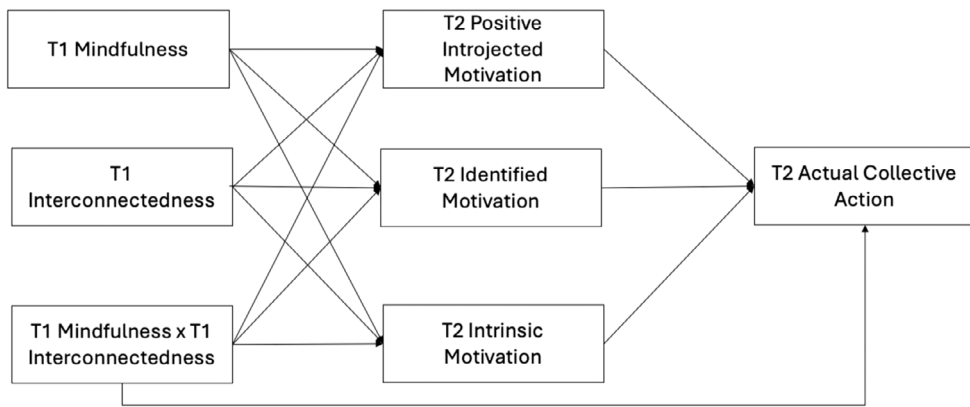 T1 Mindfulness
T2 Positive
Introjected
Motivation
T1
Interconnectedness
T2 Identified
Motivation
T2 Actual Collective
Action
T1 Mindfulness x T1
Interconnectedness
T2 Intrinsic
Motivation